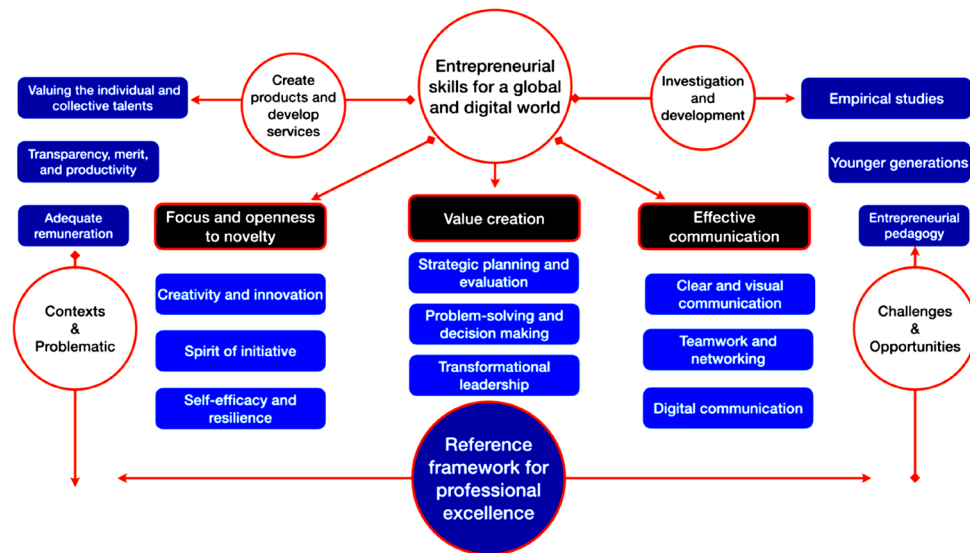 Entrepreneurial
skills for a global
and digital world
Create
products and
develop
services
Investigation
and
development
Valuing the individual and
collective talents
Transparency, merit,
and productivity
Adequate
remuneration
Empirical studies
Younger generations
Entrepreneurial
pedagogy
Contexts
&
Problematic
Challenges
&
Opportunities
Focus and openness
to novelty
Creativity and innovation
Spirit of initiative
Self-efficacy and
resilience
Value creation
Strategic planning and
evaluation
Problem-solving and
decision making
Transformational
leadership
Effective
communication
Clear and visual
communication
Teamwork and
networking
Digital communication
Reference
framework for
professional
excellence